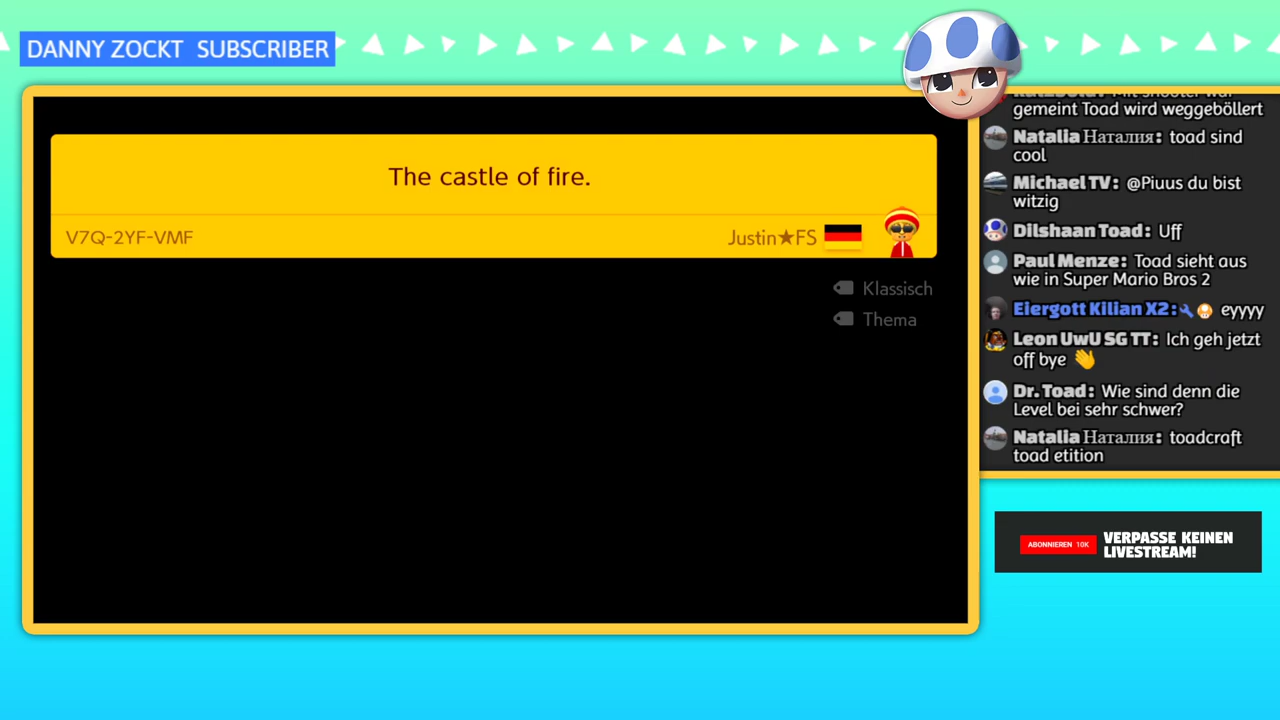 DANNY ZOCKT SUBSCRIBER
The castle of fire.
V7Q-2YF-VMF
Justin★FS
Klassisch
Thema
gemeint Toad wird weggeböllert
Natalia Наталия: toad sind
cool
Michael TV: @Piuus du bist
witzig
Dilshaan Toad: Uff
Paul Menze: Toad sieht aus
wie in Super Mario Bros 2
Eiergott Kilian X2: eyyyy
Leon UwU SG TT: Ich geh jetzt
off bye 👋
Dr. Toad: Wie sind denn die
Level bei sehr schwer?
Natalia Наталия: toadcraft
toad etition
ABONNIEREN 10K
VERPASSE KEINEN
LIVESTREAM!